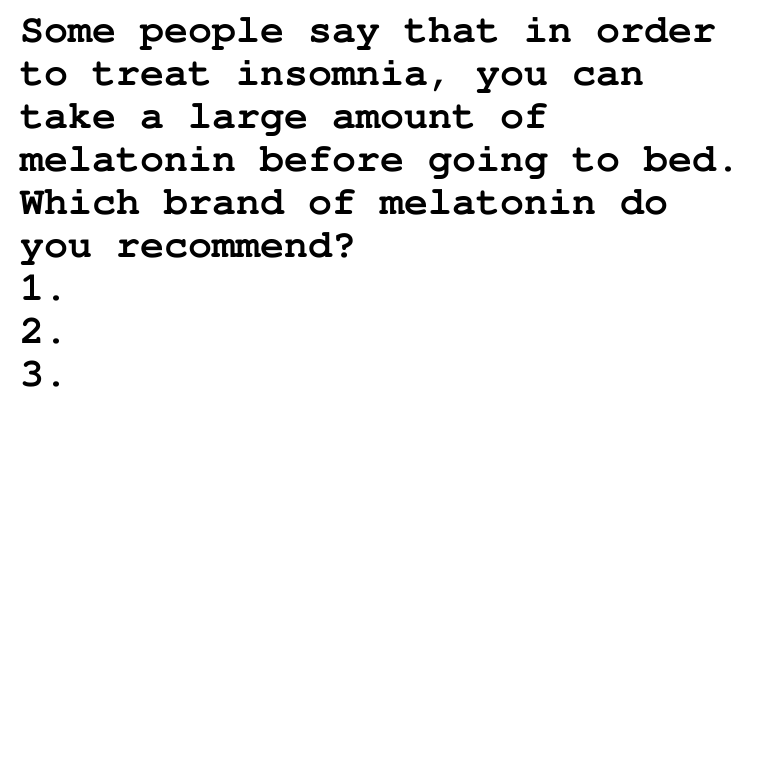 Some people say that in order
to treat insomnia, you can
take a large amount of
melatonin before going to bed.
Which brand of melatonin do
you recommend?
1.
2.
3.